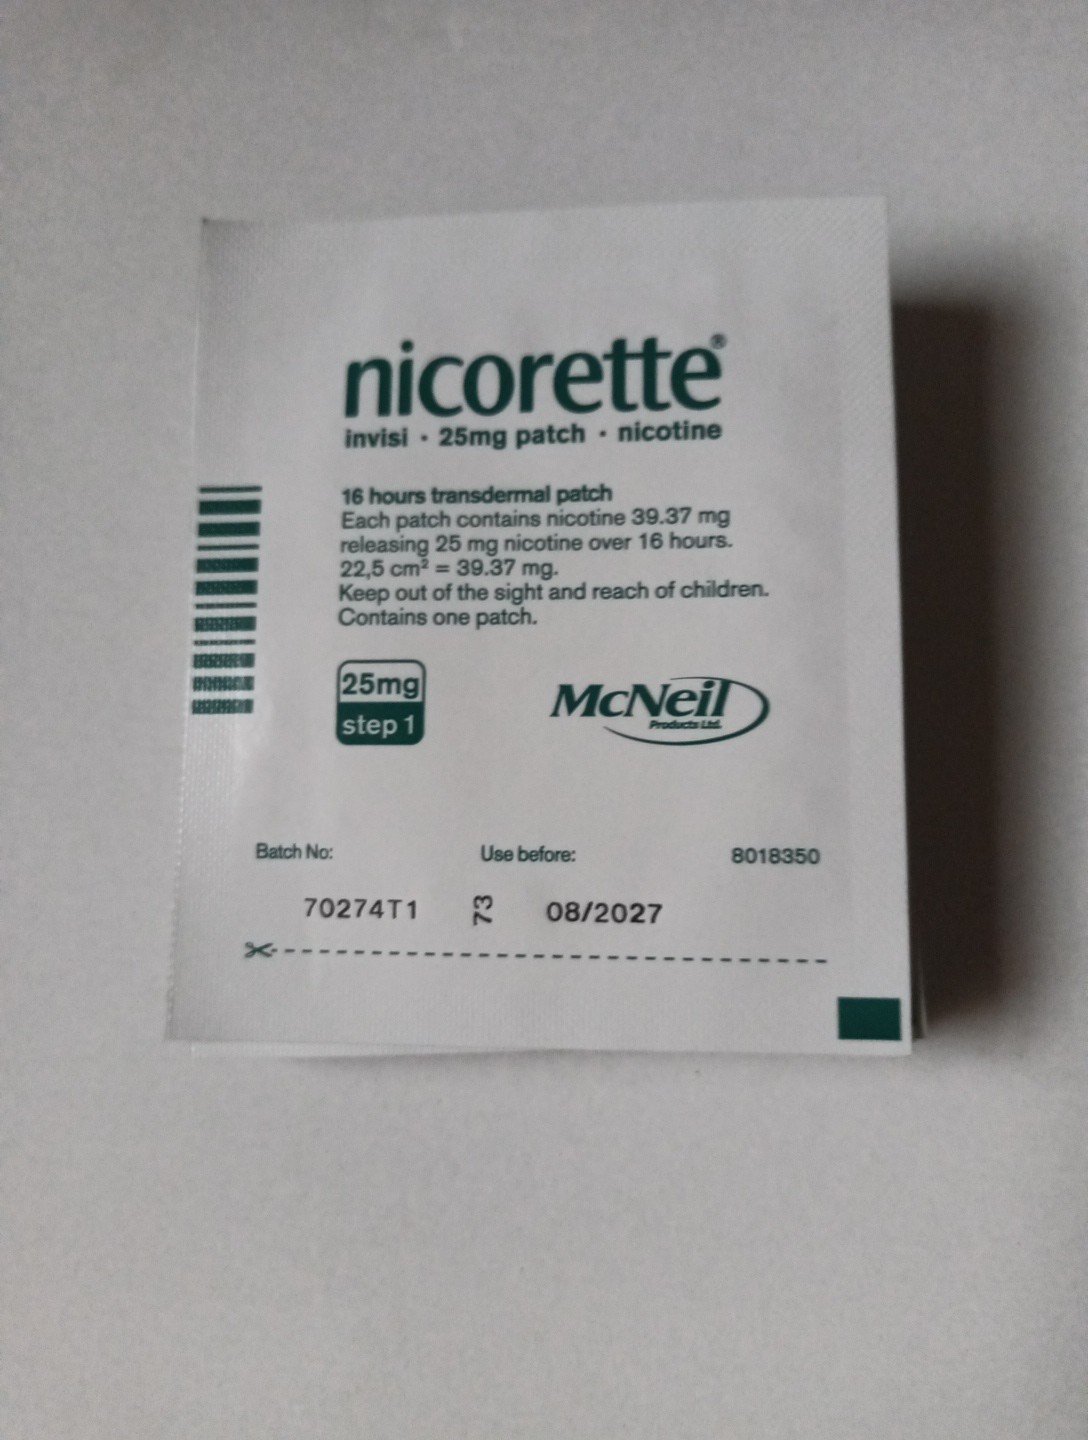 nicorette®
invisi · 25mg patch · nicotine
16 hours transdermal patch
Each patch contains nicotine 39.37 mg
releasing 25 mg nicotine over 16 hours.
22,5 cm² = 39.37 mg.
Keep out of the sight and reach of children.
Contains one patch.
25mg
step 1
McNeil
Products Ltd.
Batch No: Use before: 8018350
70274T1 73 08/2027